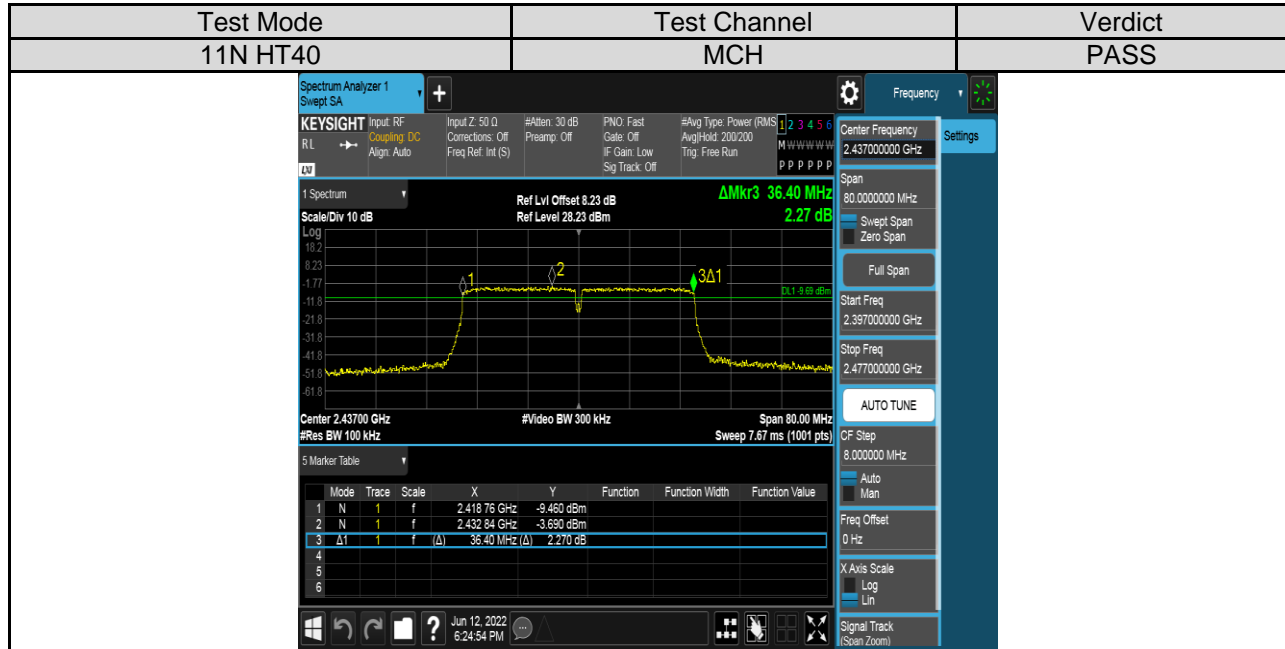 Test Mode Test Channel Verdict
11N HT40 MCH PASS
Spectrum Analyzer 1
Swept SA
+
Frequency
KEYSIGHT Input: RF Input Z: 50 Ω #Atten: 30 dB PNO: Fast #Avg Type: Power (RMS 1 2 3 4 5 6
RL Coupling: DC Corrections: Off Preamp: Off Gate: Off Avg|Hold: 200/200 M W W W W W
Align: Auto Freq Ref: Int (S) IF Gain: Low Trig: Free Run
LXI Sig Track: Off P P P P P P
Center Frequency
2.437000000 GHz
Settings
1 Spectrum Ref Lvl Offset 8.23 dB ΔMkr3 36.40 MHz
Scale/Div 10 dB Ref Level 28.23 dBm 2.27 dB
Log
18.2
8.23
-1.77
-11.8
-21.8
-31.8
-41.8
-51.8
-61.8
1
2
3Δ1
DL1 -9.69 dBm
Center 2.43700 GHz #Video BW 300 kHz Span 80.00 MHz
#Res BW 100 kHz Sweep 7.67 ms (1001 pts)
Span
80.0000000 MHz
Swept Span
Zero Span
Full Span
Start Freq
2.397000000 GHz
Stop Freq
2.477000000 GHz
AUTO TUNE
CF Step
8.000000 MHz
Auto
Man
Freq Offset
0 Hz
X Axis Scale
Log
Lin
Signal Track
(Span Zoom)
5 Marker Table
Mode Trace Scale X Y Function Function Width Function Value
1 N 1 f 2.418 76 GHz -9.460 dBm
2 N 1 f 2.432 84 GHz -3.690 dBm
3 Δ1 1 f (Δ) 36.40 MHz (Δ) 2.270 dB
4
5
6
? Jun 12, 2022
6:24:54 PM